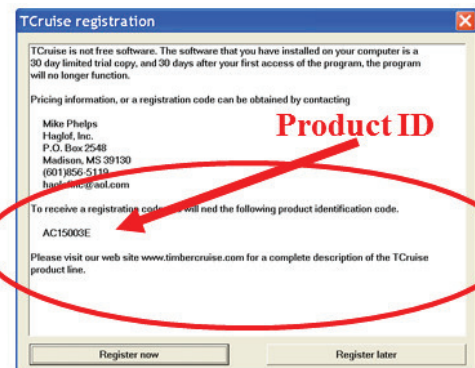 TCruise registration
TCruise is not free software. The software that you have installed on your computer is a
30 day limited trial copy, and 30 days after your first access of the program, the program
will no longer function.
Pricing information, or a registration code can be obtained by contacting
Mike Phelps
Haglof, Inc.
P.O. Box 2548
Madison, MS 39130
(601)856-5119
haglofinc@aol.com
Product ID
To receive a registration code will ned the following product identification code.
AC15003E
Please visit our web site www.timbercruise.com for a complete description of the TCruise
product line.
Register now
Register later